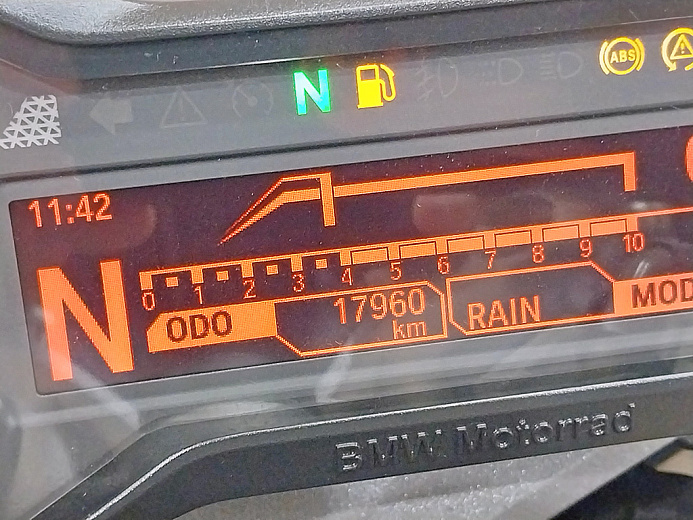 N
ABS
11:42
N
0 1 2 3 4 5 6 7 8 9 10
ODO 17960 km
RAIN
MOD
BMW Motorrad